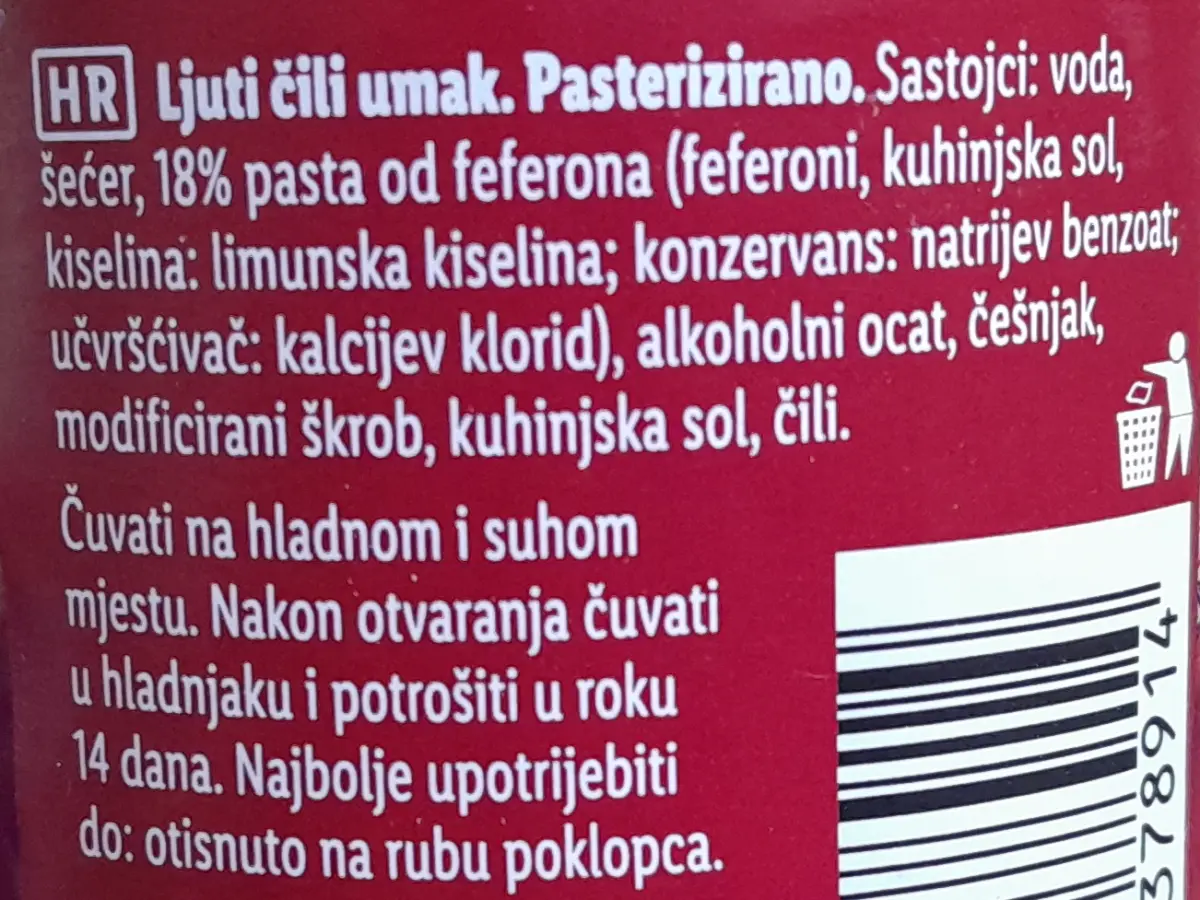 HR Ljuti čili umak. Pasterizirano. Sastojci: voda,
šećer, 18% pasta od feferona (feferoni, kuhinjska sol,
kiselina: limunska kiselina; konzervans: natrijev benzoat;
učvršćivač: kalcijev klorid), alkoholni ocat, češnjak,
modificirani škrob, kuhinjska sol, čili.
Čuvati na hladnom i suhom
mjestu. Nakon otvaranja čuvati
u hladnjaku i potrošiti u roku
14 dana. Najbolje upotrijebiti
do: otisnuto na rubu poklopca.
378914